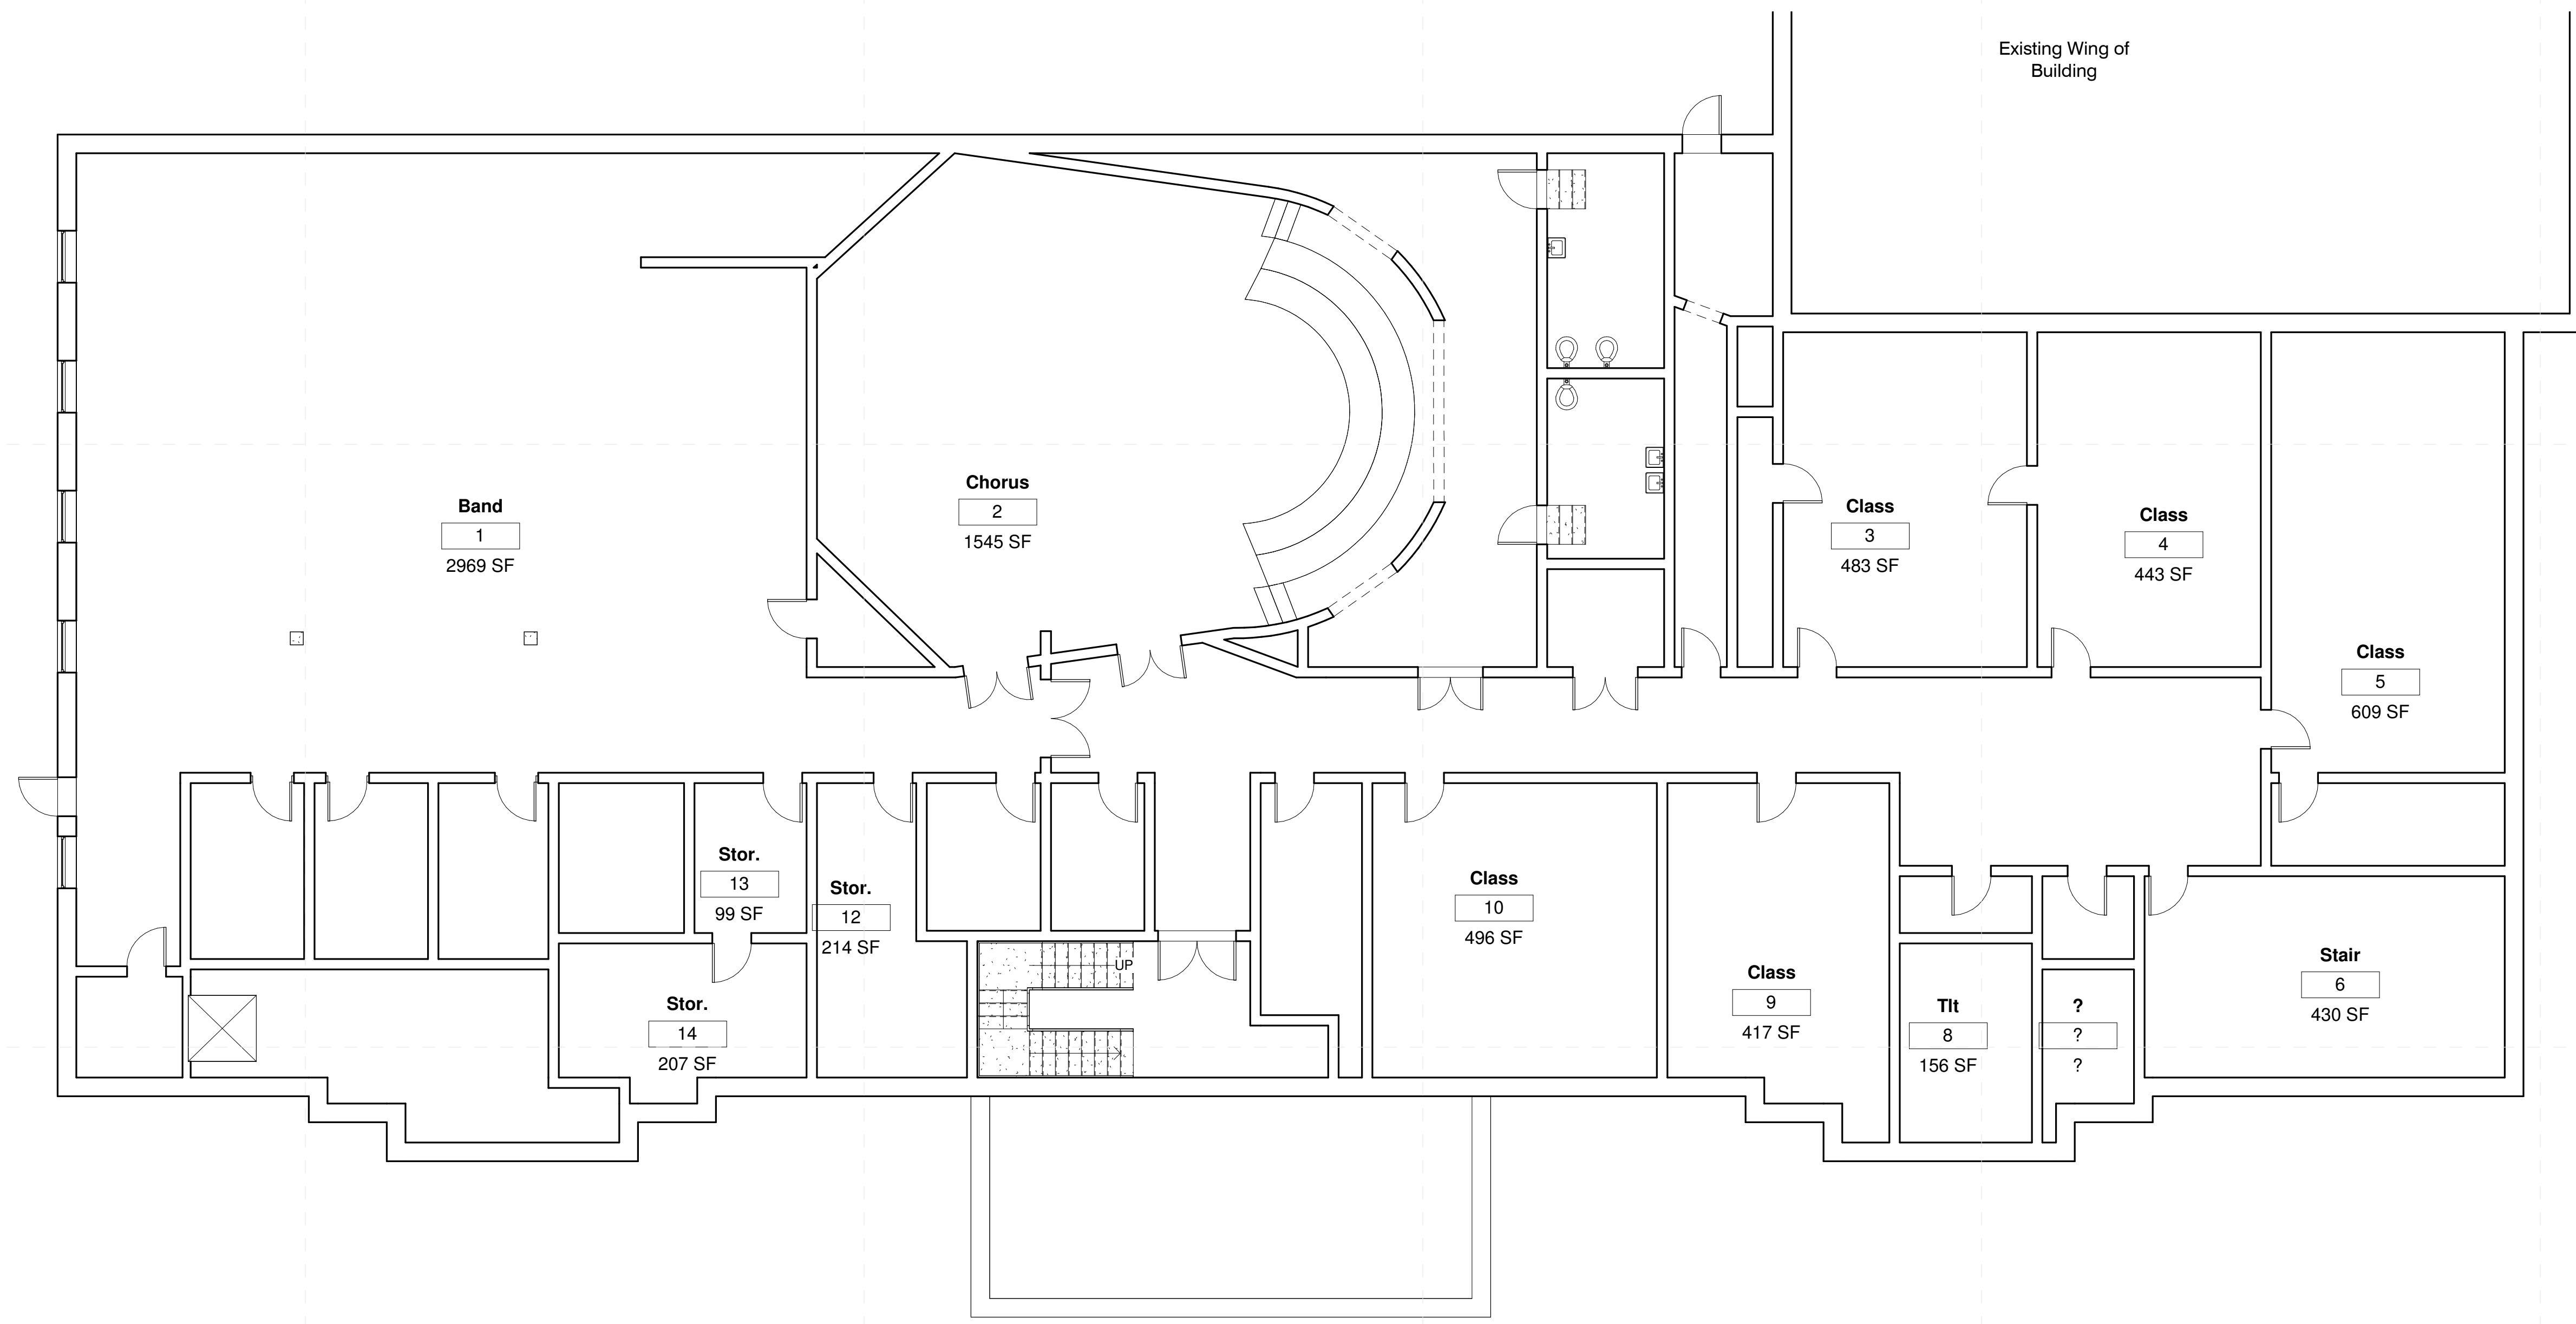 Existing Wing of
Building
Band
1
2969 SF
Chorus
2
1545 SF
Class
3
483 SF
Class
4
443 SF
Class
5
609 SF
Stor.
13
99 SF
Stor.
12
214 SF
Stor.
14
207 SF
UP
Class
10
496 SF
Class
9
417 SF
Tlt
8
156 SF
?
?
?
Stair
6
430 SF